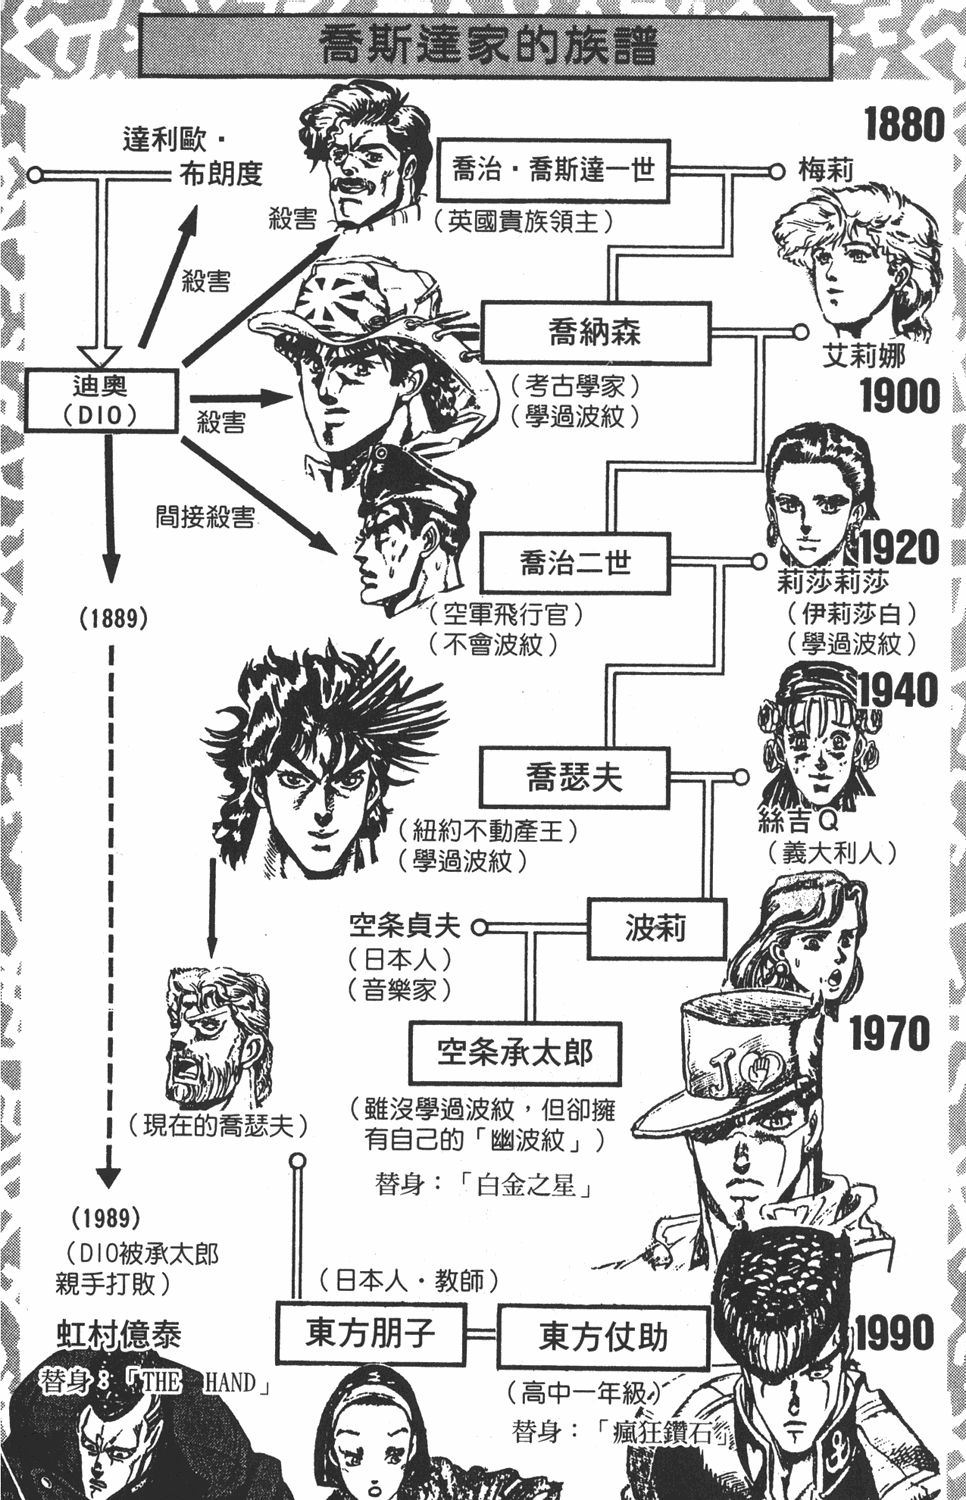 喬斯達家的族譜
1880
達利歐・
布朗度
喬治・喬斯達一世
梅莉
殺害
(英國貴族領主)
殺害
喬納森
艾莉娜
迪奧
(DIO)
(考古學家)
(學過波紋)
1900
殺害
間接殺害
喬治二世
1920
莉莎莉莎
(空軍飛行官)
(不會波紋)
(伊莉莎白)
(學過波紋)
(1889)
1940
喬瑟夫
絲吉Q
(紐約不動產王)
(學過波紋)
(義大利人)
空条貞夫
波莉
(日本人)
(音樂家)
1970
空条承太郎
(雖沒學過波紋，但卻擁
有自己的「幽波紋」)
(現在的喬瑟夫)
替身：「白金之星」
(1989)
(DIO被承太郎
親手打敗)
(日本人・教師)
虹村億泰
東方朋子
東方仗助
1990
替身：「THE HAND」
(高中一年級)
替身：「瘋狂鑽石」